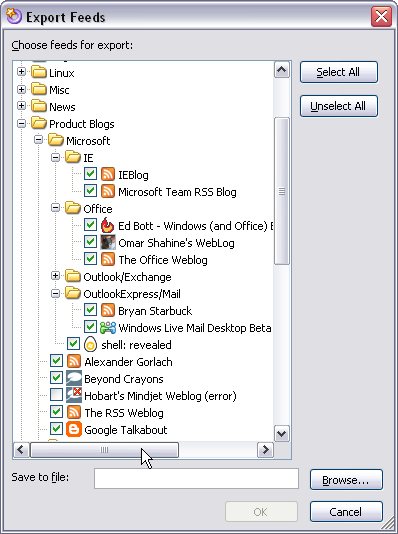 Export Feeds
Choose feeds for export:
Linux
Misc
News
Product Blogs
Microsoft
IE
IEBlog
Microsoft Team RSS Blog
Office
Ed Bott - Windows (and Office) E
Omar Shahine's WebLog
The Office Weblog
Outlook/Exchange
OutlookExpress/Mail
Bryan Starbuck
Windows Live Mail Desktop Beta
shell: revealed
Alexander Gorlach
Beyond Crayons
Hobart's Mindjet Weblog (error)
The RSS Weblog
Google Talkabout
Select All
Unselect All
Save to file:
Browse...
OK
Cancel